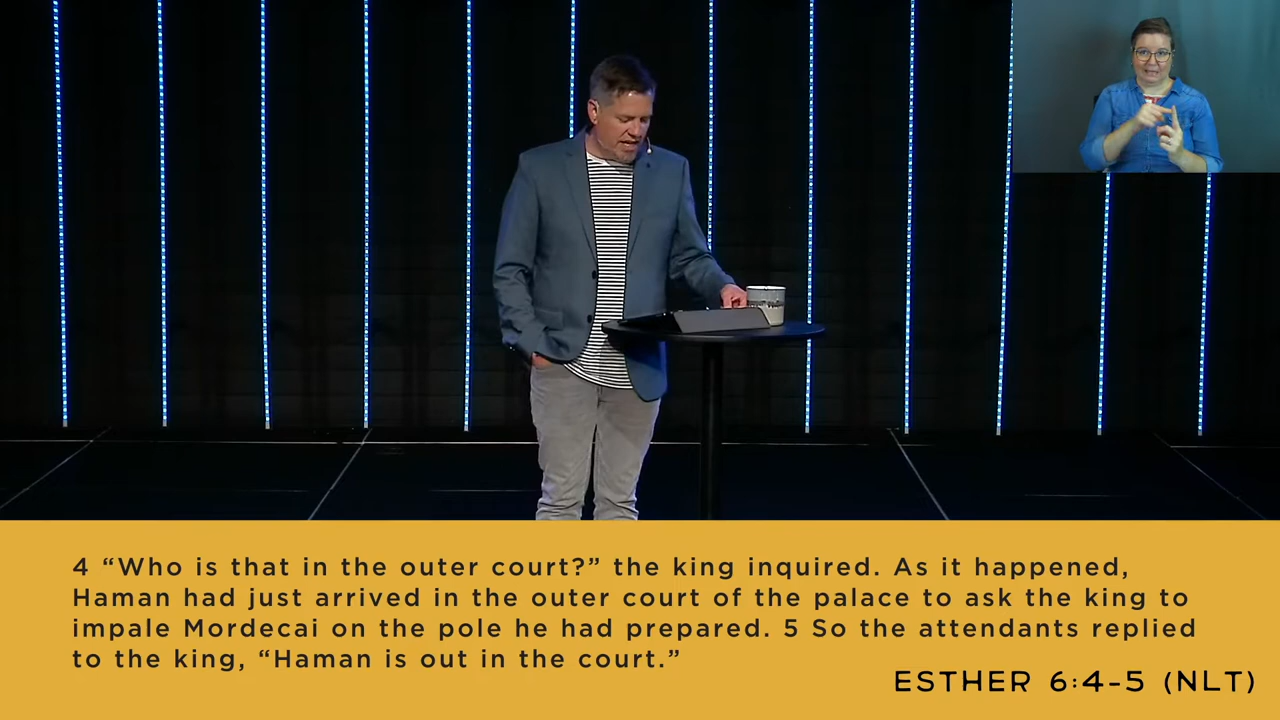 4 “Who is that in the outer court?” the king inquired. As it happened,
Haman had just arrived in the outer court of the palace to ask the king to
impale Mordecai on the pole he had prepared. 5 So the attendants replied
to the king, “Haman is out in the court.”
ESTHER 6:4-5 (NLT)